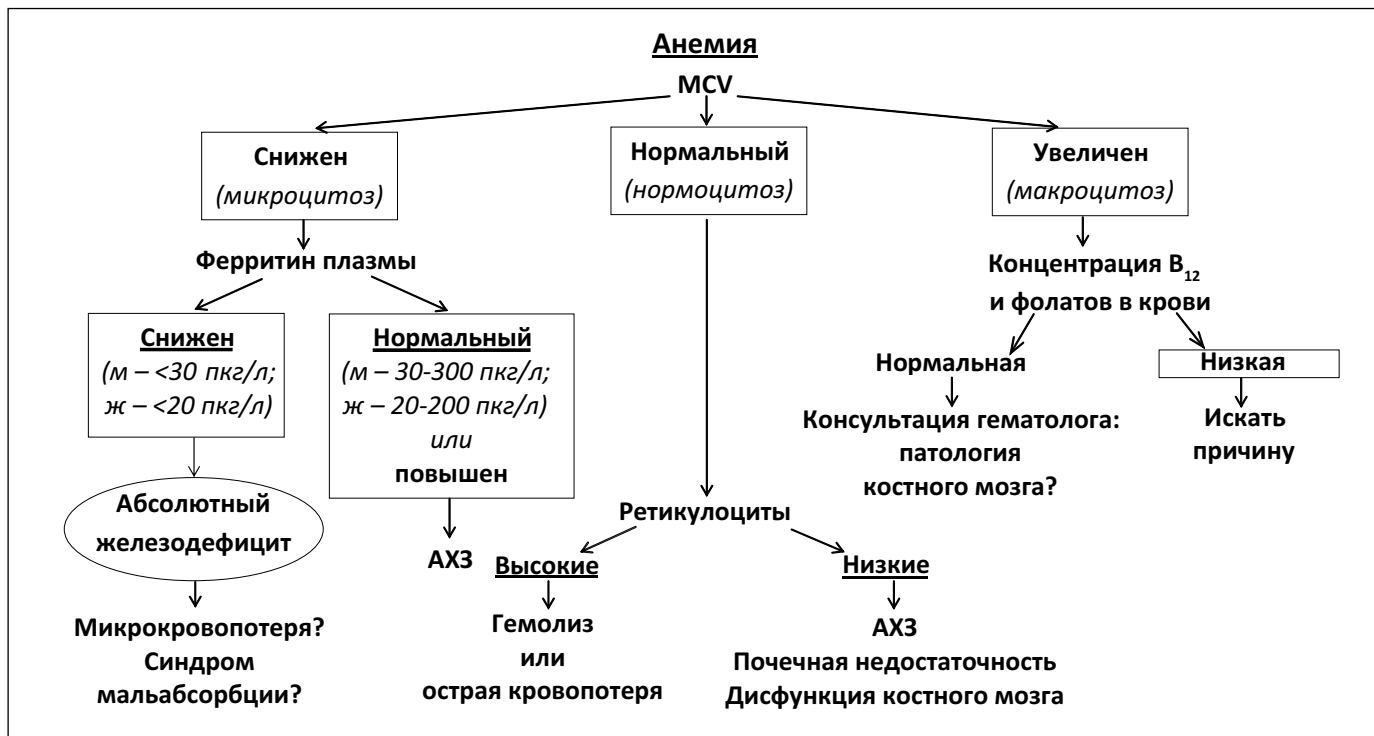 Анемия
MCV
Снижен
(микроцитоз)
Нормальный
(нормоцитоз)
Увеличен
(макроцитоз)
Ферритин плазмы
Концентрация B₁₂
и фолатов в крови
Снижен
(м – <30 пкг/л;
ж – <20 пкг/л)
Нормальный
(м – 30-300 пкг/л;
ж – 20-200 пкг/л)
или
повышен
Нормальная
Низкая
Консультация гематолога:
патология
костного мозга?
Искать
причину
Абсолютный
железодефицит
АХЗ
Ретикулоциты
Высокие
Низкие
Микрокровопотеря?
Синдром
мальабсорбции?
Гемолиз
или
острая кровопотеря
АХЗ
Почечная недостаточность
Дисфункция костного мозга